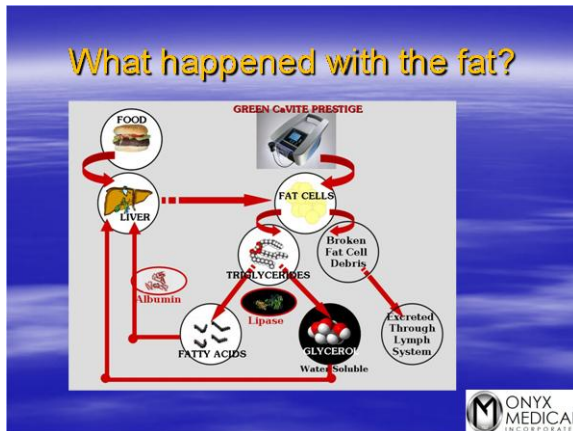 What happened with the fat?
FOOD
GREEN CaVITE PRESTIGE
LIVER
FAT CELLS
TRIGLYCERIDES
Broken
Fat Cell
Debris
Albumin
Lipase
FATTY ACIDS
GLYCEROL
Water Soluble
Excreted
Through
Lymph
System
ONYX
MEDICAL
INCORPORATE